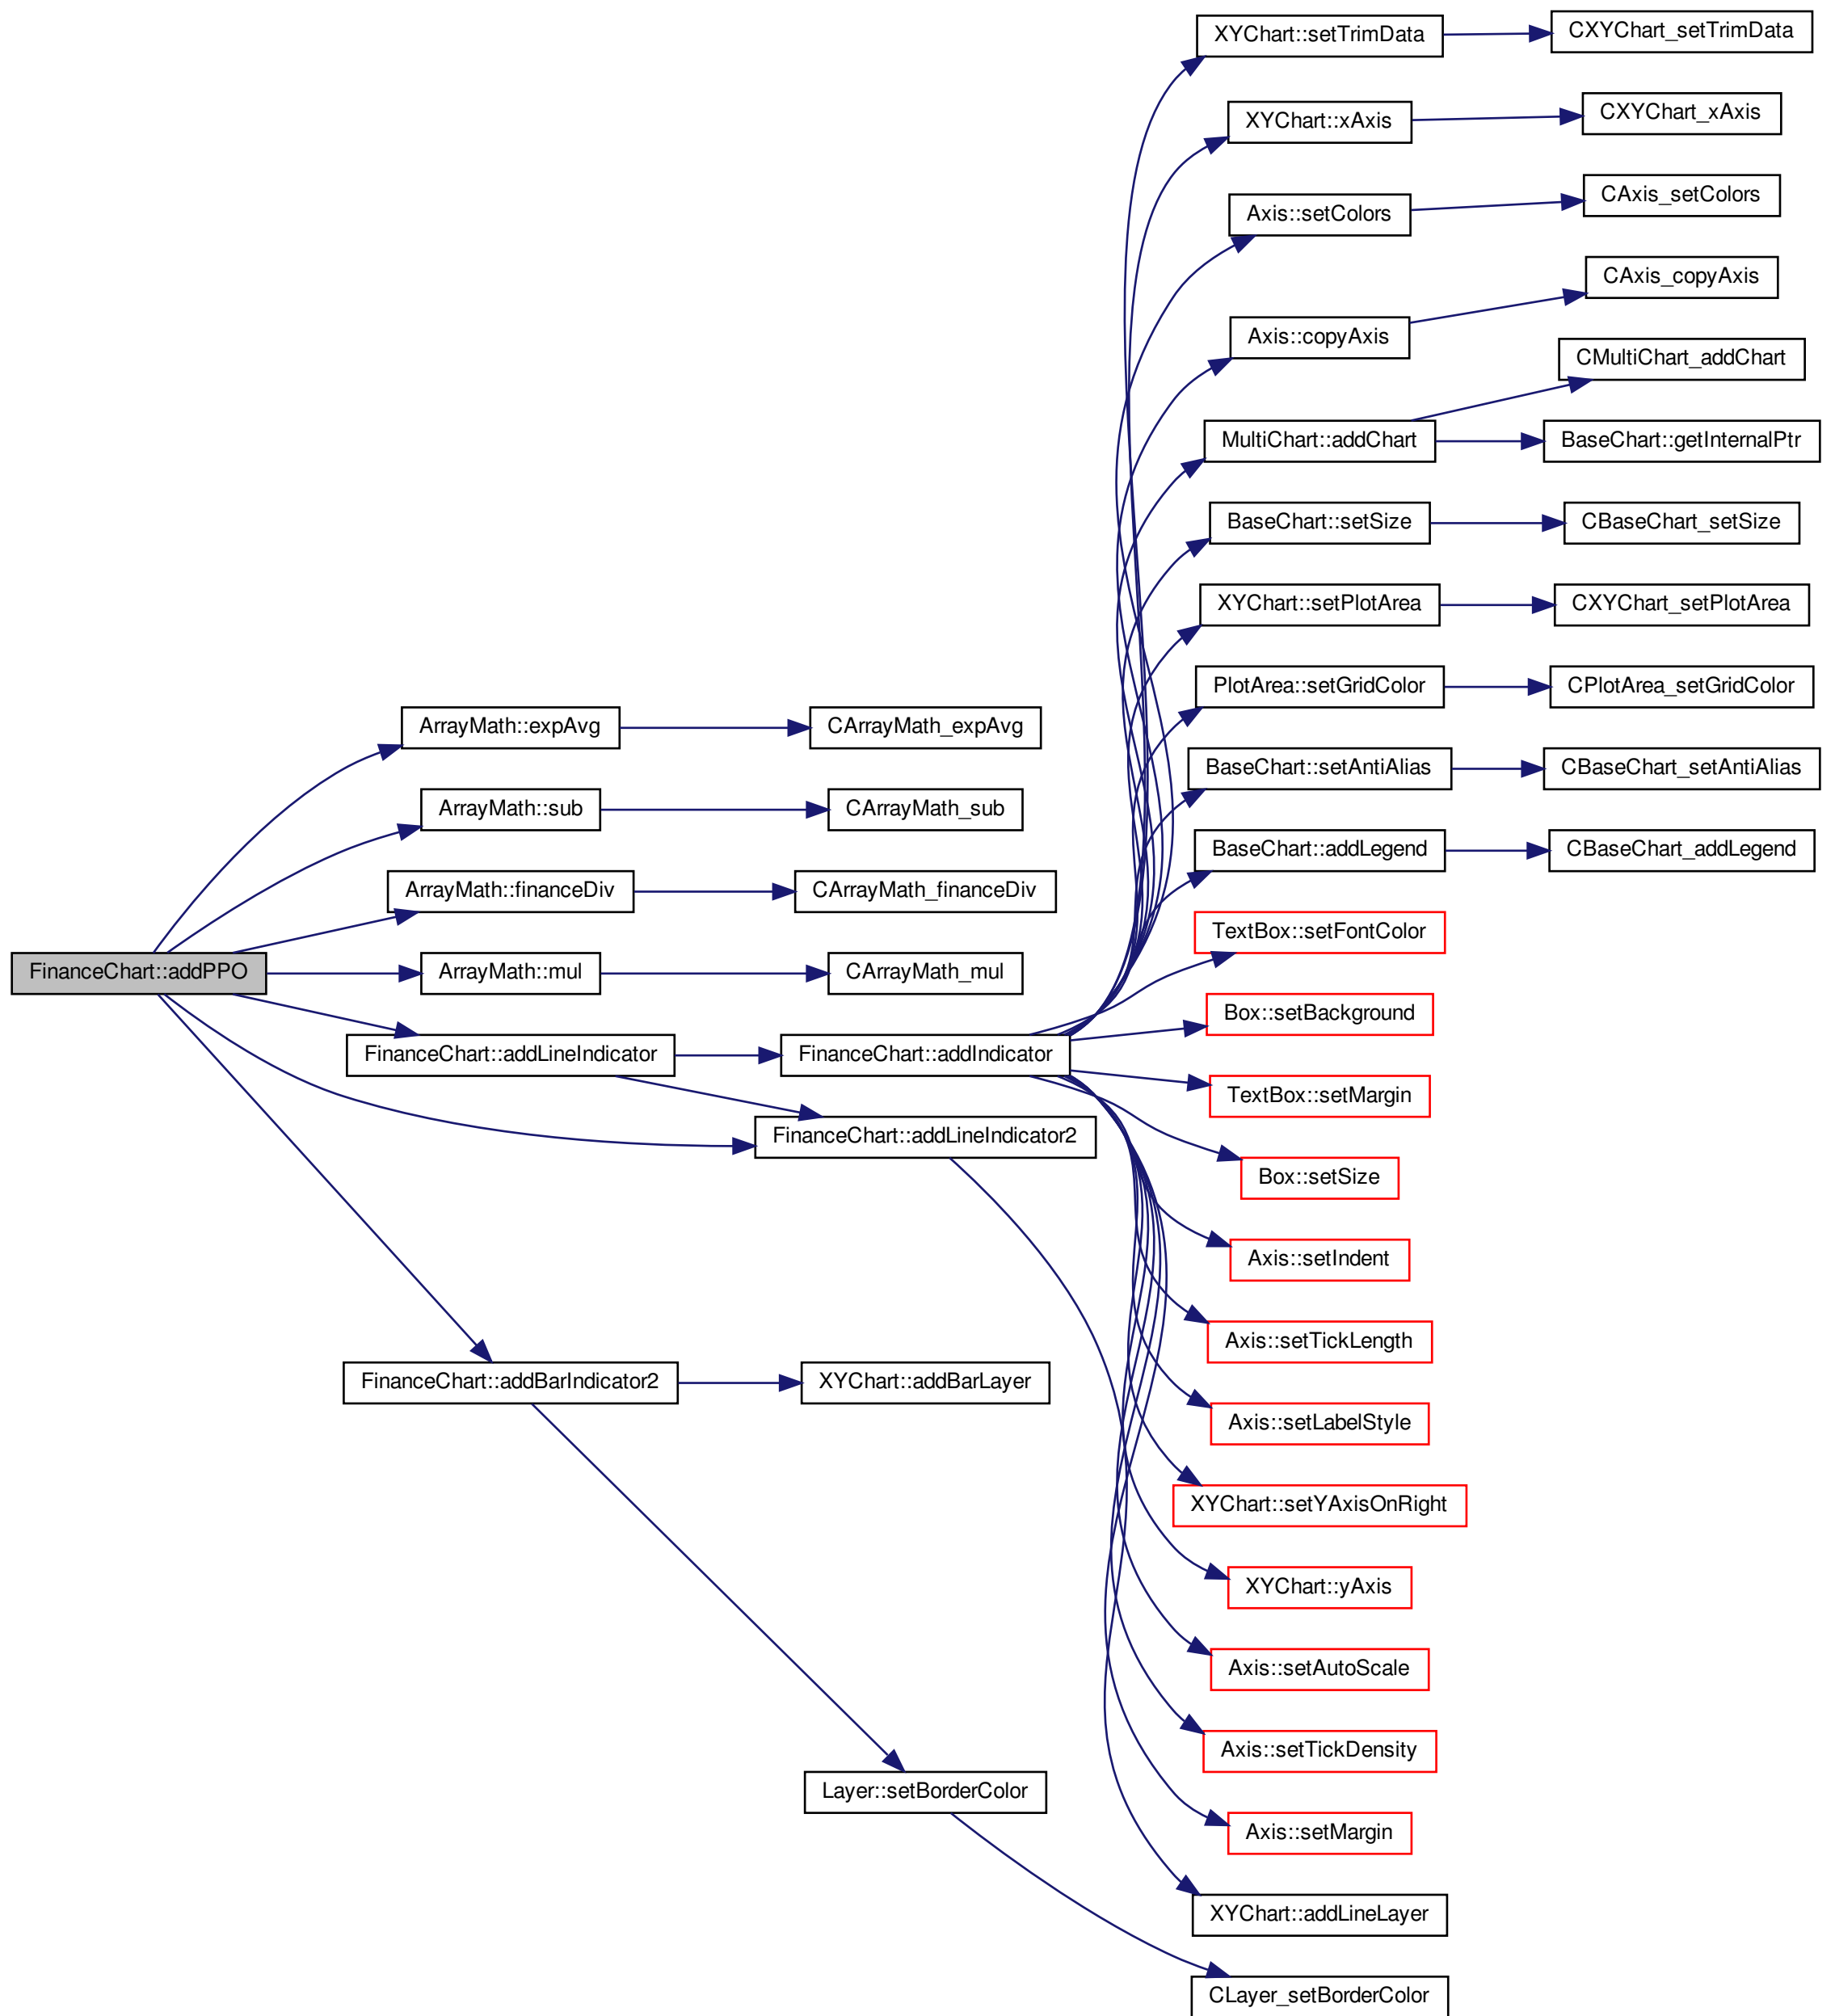 XYChart::setTrimData
CXYChart_setTrimData
XYChart::xAxis
CXYChart_xAxis
Axis::setColors
CAxis_setColors
Axis::copyAxis
CAxis_copyAxis
CMultiChart_addChart
MultiChart::addChart
BaseChart::getInternalPtr
BaseChart::setSize
CBaseChart_setSize
XYChart::setPlotArea
CXYChart_setPlotArea
PlotArea::setGridColor
CPlotArea_setGridColor
ArrayMath::expAvg
CArrayMath_expAvg
BaseChart::setAntiAlias
CBaseChart_setAntiAlias
ArrayMath::sub
CArrayMath_sub
BaseChart::addLegend
CBaseChart_addLegend
ArrayMath::financeDiv
CArrayMath_financeDiv
TextBox::setFontColor
FinanceChart::addPPO
ArrayMath::mul
CArrayMath_mul
Box::setBackground
FinanceChart::addLineIndicator
FinanceChart::addIndicator
TextBox::setMargin
FinanceChart::addLineIndicator2
Box::setSize
Axis::setIndent
Axis::setTickLength
FinanceChart::addBarIndicator2
XYChart::addBarLayer
Axis::setLabelStyle
XYChart::setYAxisOnRight
XYChart::yAxis
Axis::setAutoScale
Axis::setTickDensity
Layer::setBorderColor
Axis::setMargin
XYChart::addLineLayer
CLayer_setBorderColor